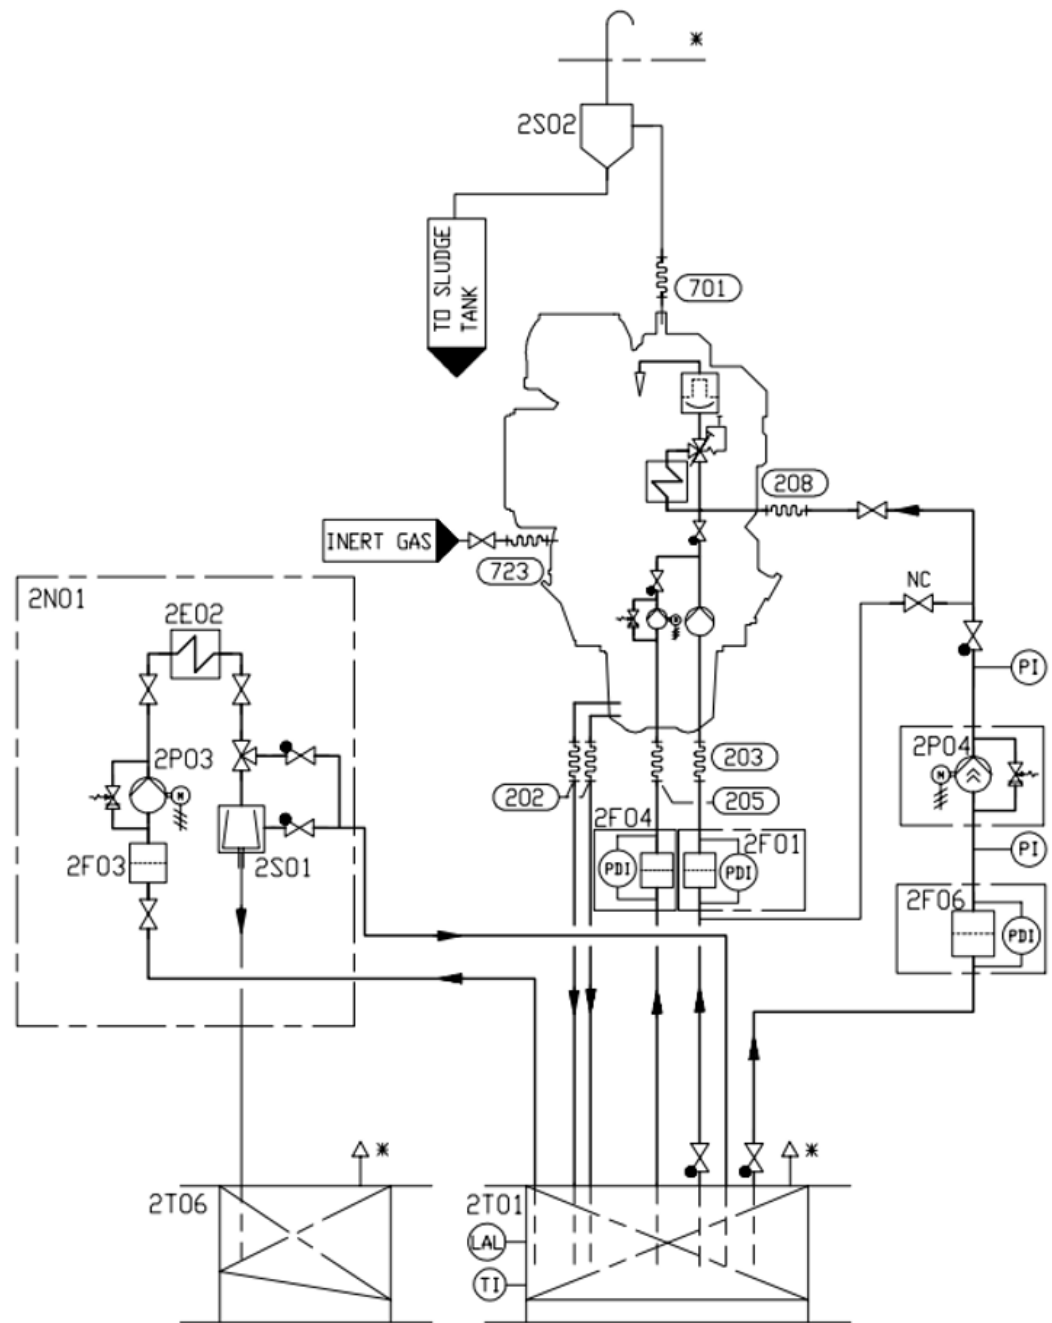 *
2S02
TO SLUDGE
TANK
701
208
INERT GAS
723
NC
2N01
2E02
PI
2P03
M
M
203
2P04
M
202
205
2F04
2F01
PI
2F03
2S01
PDI
PDI
2F06
PDI
*
*
2T06
2T01
LAL
TI